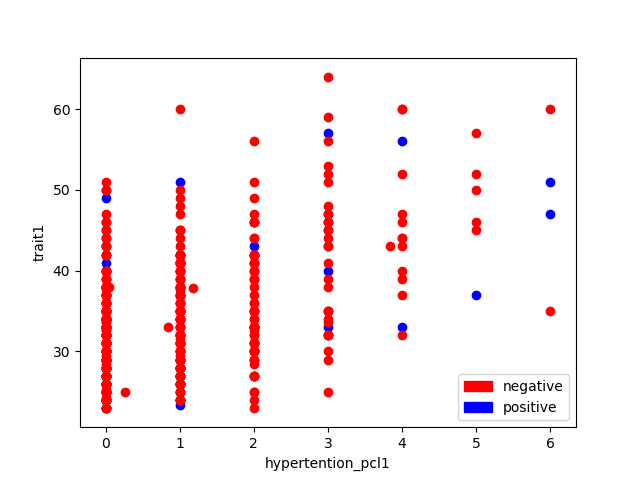 60
50
40
30
trait1
0 1 2 3 4 5 6
hypertention_pcl1
negative
positive